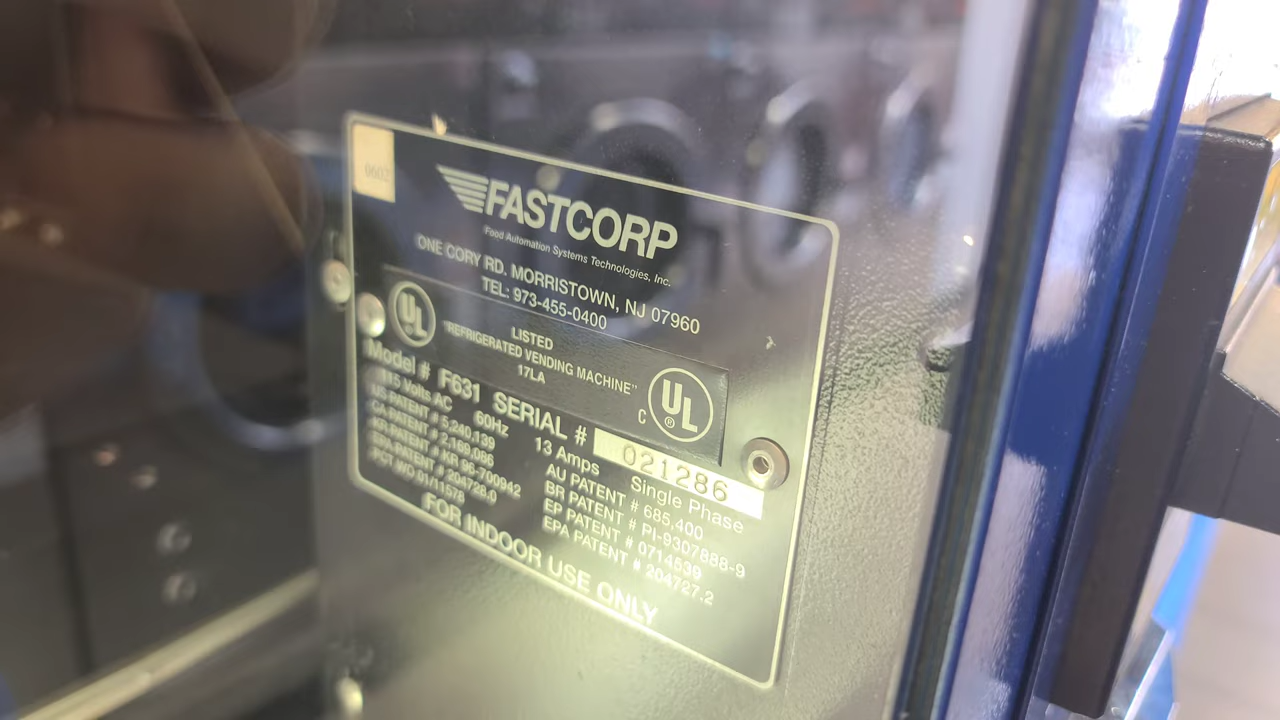 0602
FASTCORP
Food Automation Systems Technologies, Inc.
ONE CORY RD. MORRISTOWN, NJ 07960
TEL: 973-455-0400
UL
LISTED
"REFRIGERATED VENDING MACHINE"
17LA
C UL ®
Model # F631 SERIAL # 021286
115 Volts AC 60Hz 13 Amps Single Phase
US PATENT # 5,240,139 AU PATENT # 685,400
CA PATENT # 2,169,086 BR PATENT # PI-9307888-9
KR PATENT # KR 96-700942 EP PATENT # 0714539
EPA PATENT # 204728.0 EPA PATENT # 204727.2
PCT WO 01/11578
FOR INDOOR USE ONLY